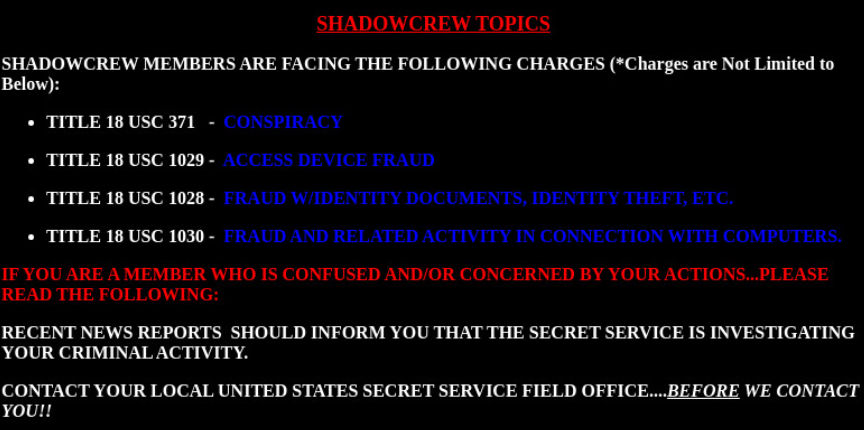 SHADOWCREW TOPICS
SHADOWCREW MEMBERS ARE FACING THE FOLLOWING CHARGES (*Charges are Not Limited to
Below):
• TITLE 18 USC 371 - CONSPIRACY
• TITLE 18 USC 1029 - ACCESS DEVICE FRAUD
• TITLE 18 USC 1028 - FRAUD W/IDENTITY DOCUMENTS, IDENTITY THEFT, ETC.
• TITLE 18 USC 1030 - FRAUD AND RELATED ACTIVITY IN CONNECTION WITH COMPUTERS.
IF YOU ARE A MEMBER WHO IS CONFUSED AND/OR CONCERNED BY YOUR ACTIONS...PLEASE
READ THE FOLLOWING:
RECENT NEWS REPORTS SHOULD INFORM YOU THAT THE SECRET SERVICE IS INVESTIGATING
YOUR CRIMINAL ACTIVITY.
CONTACT YOUR LOCAL UNITED STATES SECRET SERVICE FIELD OFFICE....BEFORE WE CONTACT
YOU!!